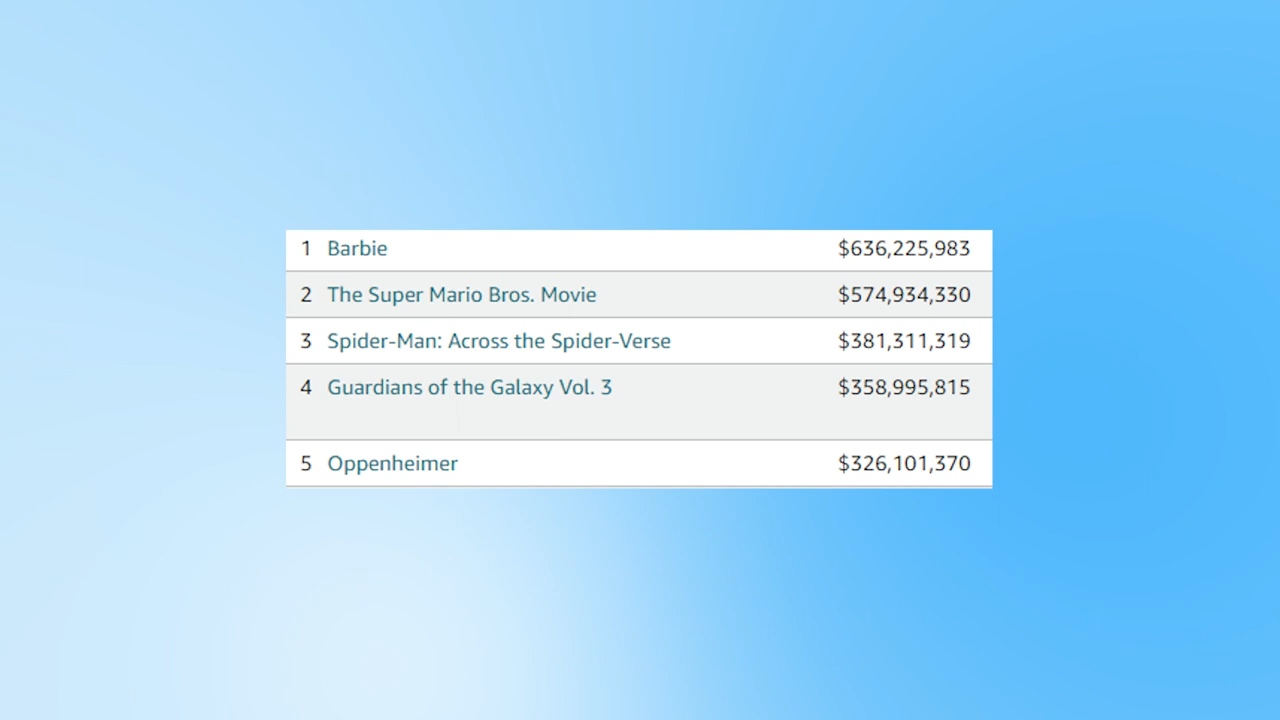 1 Barbie $636,225,983
2 The Super Mario Bros. Movie $574,934,330
3 Spider-Man: Across the Spider-Verse $381,311,319
4 Guardians of the Galaxy Vol. 3 $358,995,815
5 Oppenheimer $326,101,370